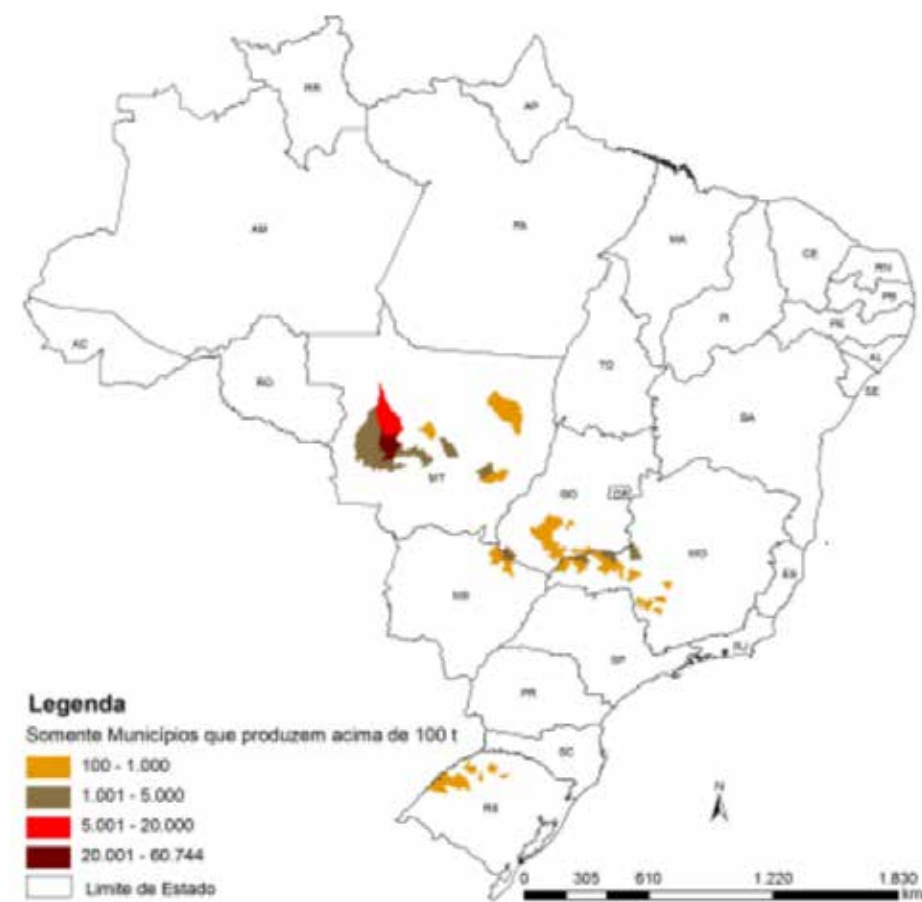 RR
AP
AM
PA
MA
CE
RN
PB
PE
AL
SE
PI
AC
RO
TO
BA
MT
GO
DF
MG
ES
MS
SP
RJ
PR
SC
RS
Legenda
Somente Municípios que produzem acima de 100 t
100 - 1.000
1.001 - 5.000
5.001 - 20.000
20.001 - 60.744
Limite de Estado
N
0 305 610 1.220 1.830
km